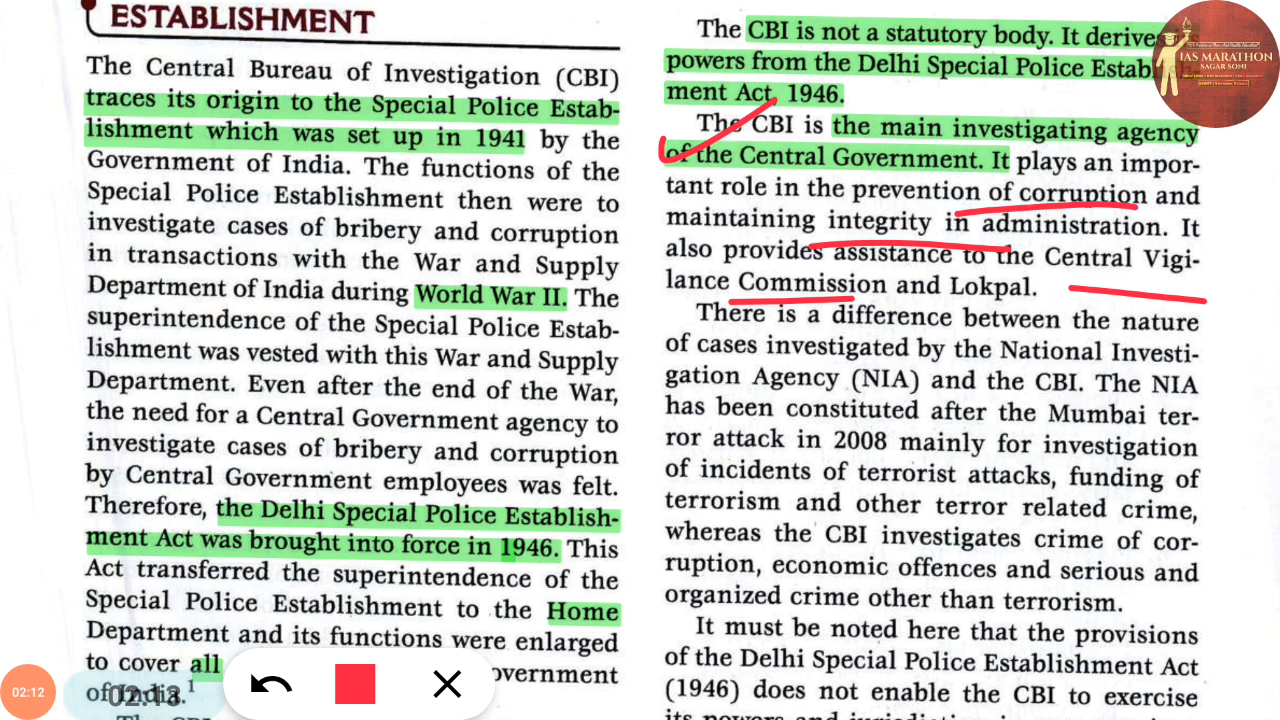 ESTABLISHMENT
The Central Bureau of Investigation (CBI)
traces its origin to the Special Police Estab-
lishment which was set up in 1941 by the
Government of India. The functions of the
Special Police Establishment then were to
investigate cases of bribery and corruption
in transactions with the War and Supply
Department of India during World War II. The
superintendence of the Special Police Estab-
lishment was vested with this War and Supply
Department. Even after the end of the War,
the need for a Central Government agency to
investigate cases of bribery and corruption
by Central Government employees was felt.
Therefore, the Delhi Special Police Establish-
ment Act was brought into force in 1946. This
Act transferred the superintendence of the
Special Police Establishment to the Home
Department and its functions were enlarged
to cover all
overnment
of India.1
The CBI is not a statutory body. It derive
powers from the Delhi Special Police Estab
ment Act, 1946.
The CBI is the main investigating agency
of the Central Government. It plays an impor-
tant role in the prevention of corruption and
maintaining integrity in administration. It
also provides assistance to the Central Vigi-
lance Commission and Lokpal.
There is a difference between the nature
of cases investigated by the National Investi-
gation Agency (NIA) and the CBI. The NIA
has been constituted after the Mumbai ter-
ror attack in 2008 mainly for investigation
of incidents of terrorist attacks, funding of
terrorism and other terror related crime,
whereas the CBI investigates crime of cor-
ruption, economic offences and serious and
organized crime other than terrorism.
It must be noted here that the provisions
of the Delhi Special Police Establishment Act
(1946) does not enable the CBI to exercise
IAS MARATHON
SAGAR SONI
02:12
02:13